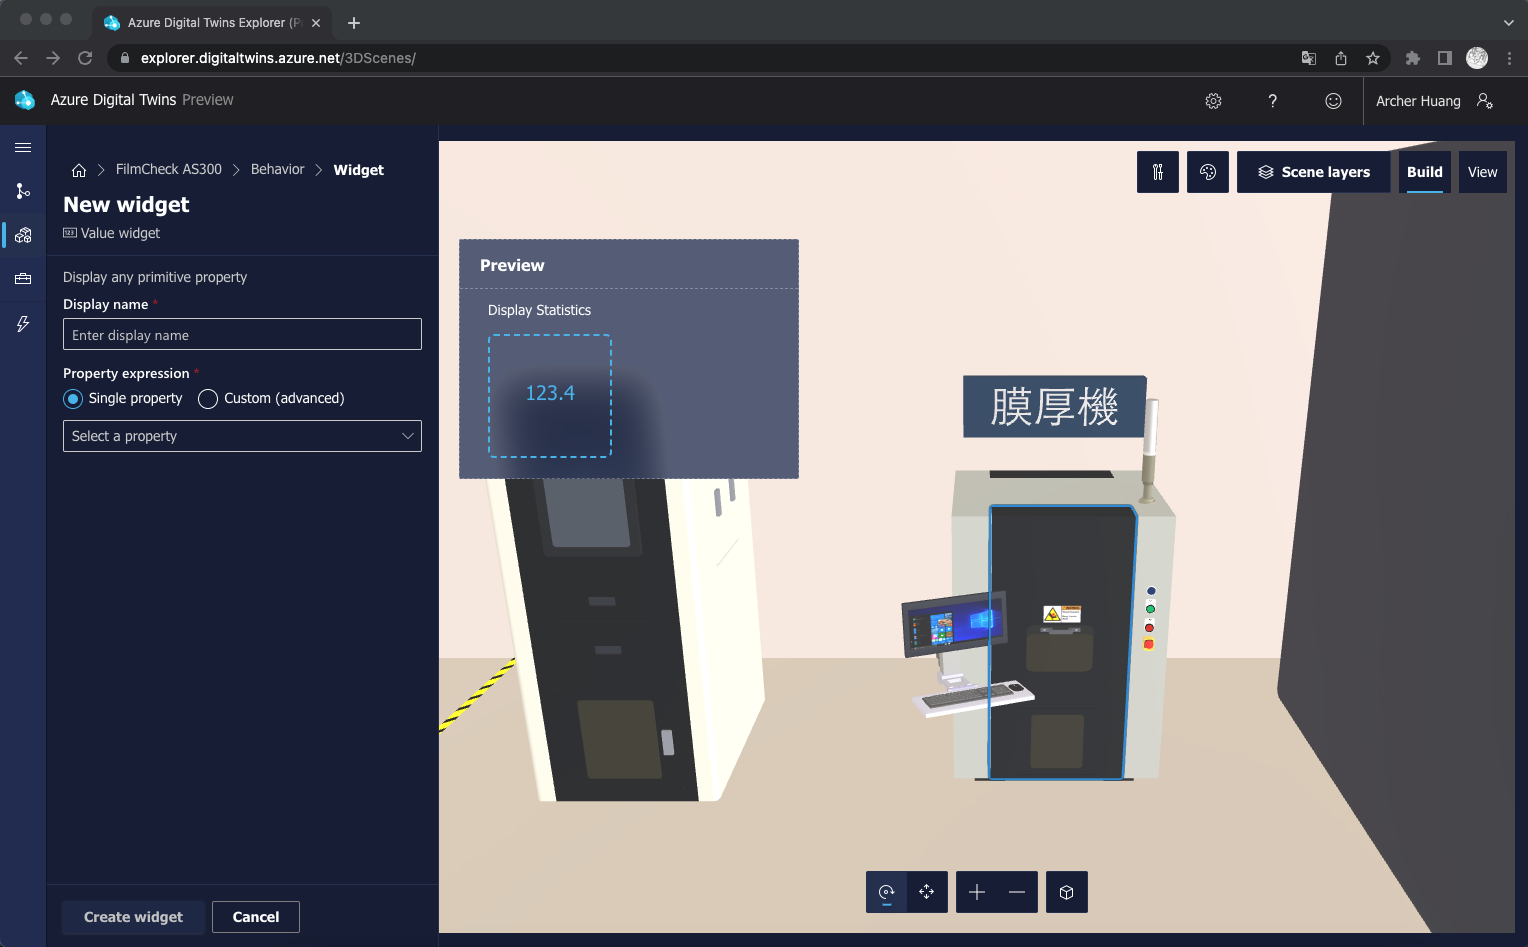 Azure Digital Twins Explorer (P
explorer.digitaltwins.azure.net/3DScenes/
Azure Digital Twins Preview
?
Archer Huang
FilmCheck AS300 > Behavior > Widget
New widget
123 Value widget
Display any primitive property
Display name *
Enter display name
Property expression *
Single property
Custom (advanced)
Select a property
Create widget
Cancel
Scene layers
Build
View
Preview
Display Statistics
123.4
膜厚機